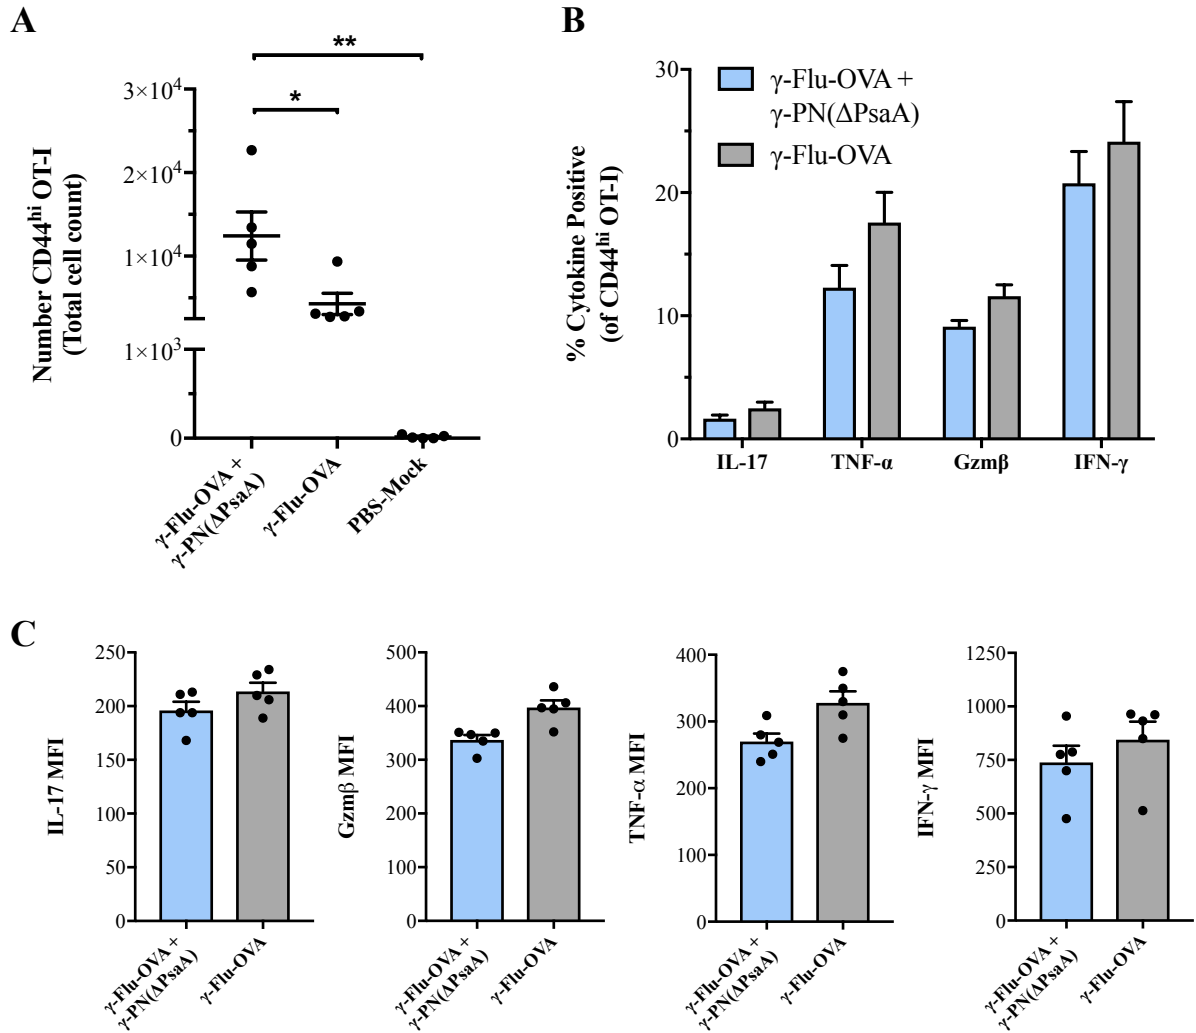 A
**
*
3×10⁴
2×10⁴
1×10⁴
1×10³
0
Number CD44ʰⁱ OT-I
(Total cell count)
γ-Flu-OVA +
γ-PN(ΔPsaA)
γ-Flu-OVA
PBS-Mock
B
γ-Flu-OVA +
γ-PN(ΔPsaA)
γ-Flu-OVA
30
20
10
0
% Cytokine Positive
(of CD44ʰⁱ OT-I)
IL-17
TNF-α
Gzmβ
IFN-γ
C
250
200
150
100
50
0
IL-17 MFI
γ-Flu-OVA +
γ-PN(ΔPsaA)
γ-Flu-OVA
500
400
300
200
100
0
Gzmβ MFI
γ-Flu-OVA +
γ-PN(ΔPsaA)
γ-Flu-OVA
400
300
200
100
0
TNF-α MFI
γ-Flu-OVA +
γ-PN(ΔPsaA)
γ-Flu-OVA
1250
1000
750
500
250
0
IFN-γ MFI
γ-Flu-OVA +
γ-PN(ΔPsaA)
γ-Flu-OVA